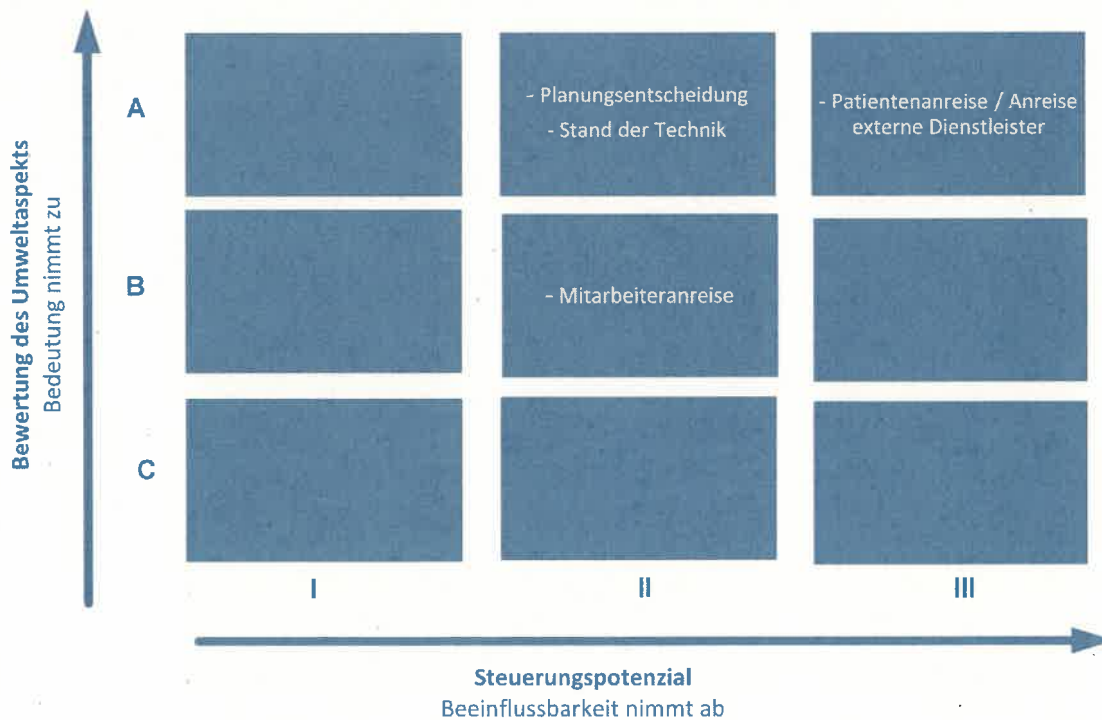 Bewertung des Umweltaspekts
Bedeutung nimmt zu
A
- Planungsentscheidung
- Stand der Technik
- Patientenanreise / Anreise
externe Dienstleister
B
- Mitarbeiteranreise
C
I
II
III
Steuerungspotenzial
Beeinflussbarkeit nimmt ab